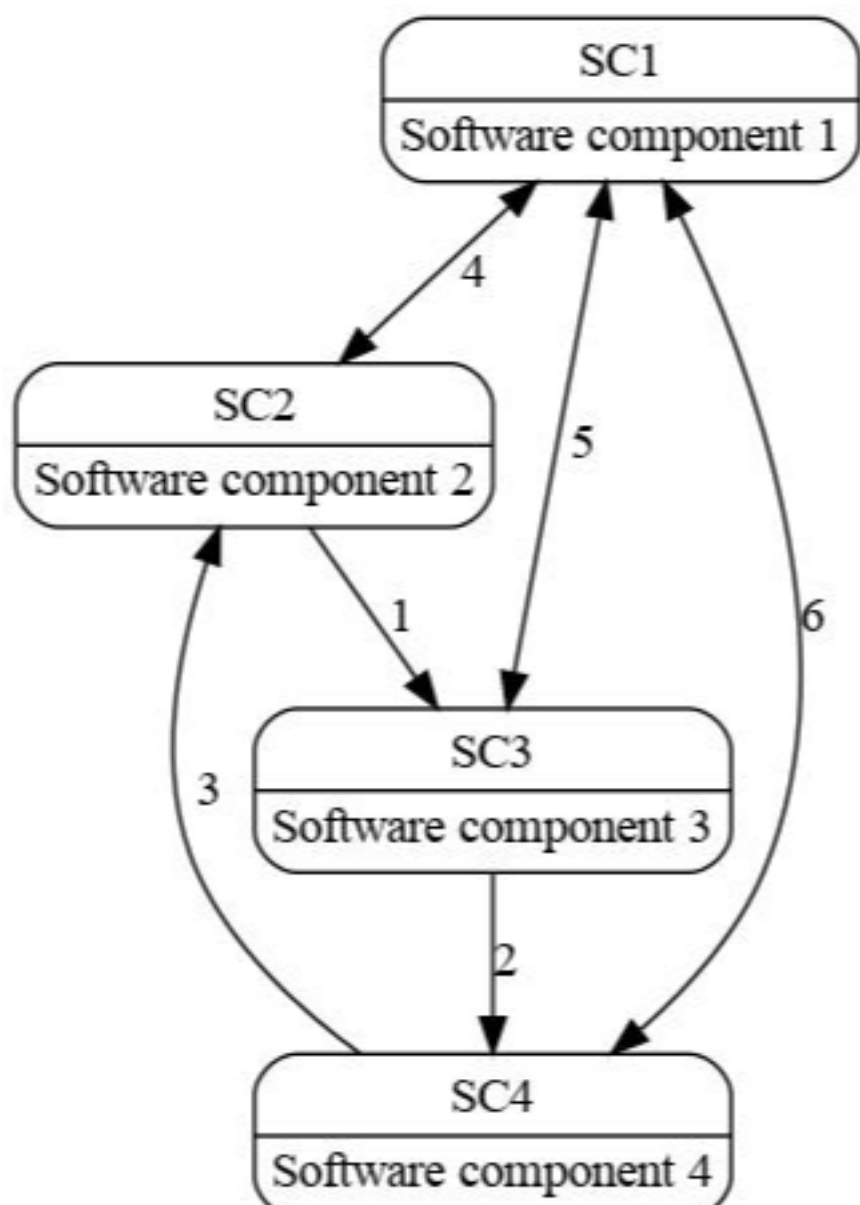 SC1
Software component 1
4
SC2
Software component 2
5
1
6
SC3
3
Software component 3
2
SC4
Software component 4